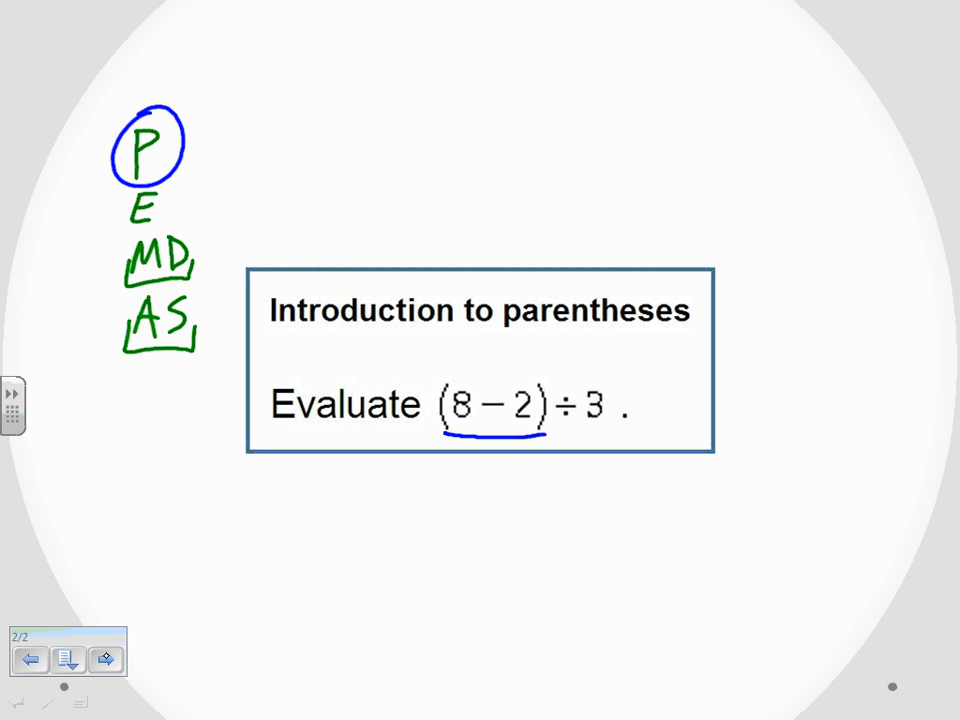 P
E
MD
AS
Introduction to parentheses
Evaluate (8 − 2) ÷ 3 .
2/2